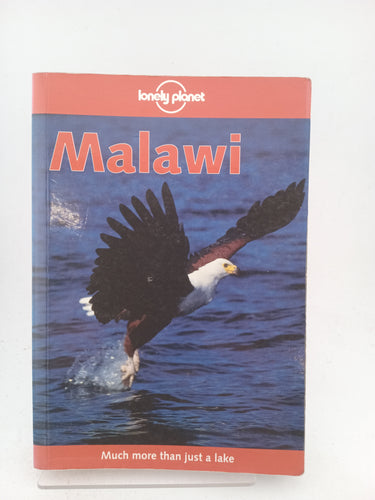 lonely planet
Malawi
Much more than just a lake